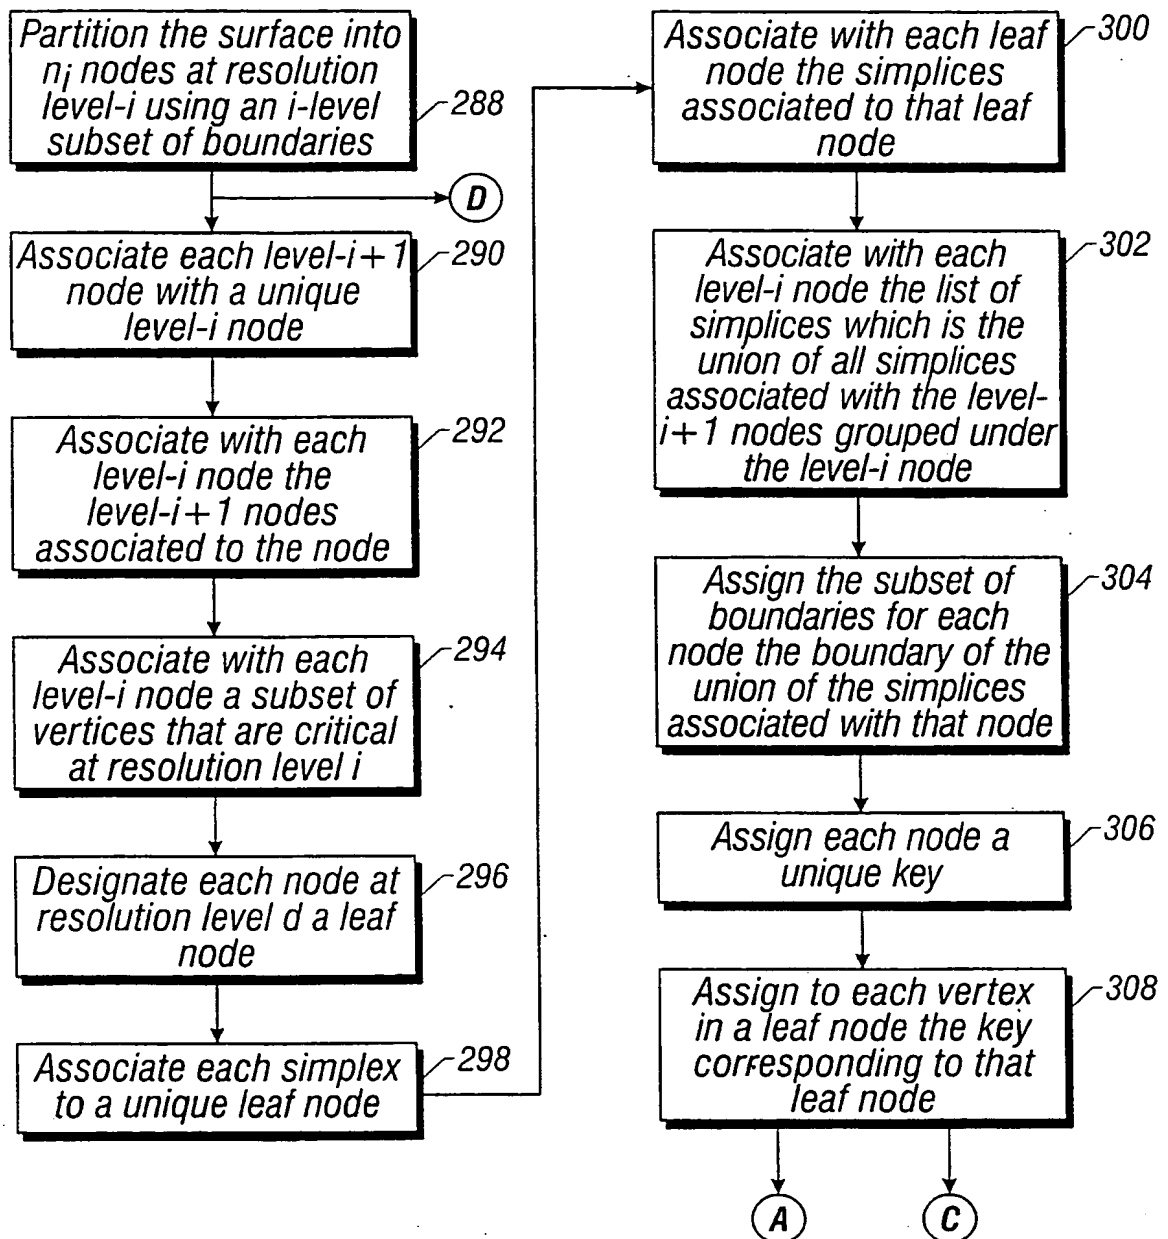 Partition the surface into
nᵢ nodes at resolution
level-i using an i-level
subset of boundaries
288
D
Associate each level-i+1
node with a unique
level-i node
290
Associate with each
level-i node the
level-i+1 nodes
associated to the node
292
Associate with each
level-i node a subset of
vertices that are critical
at resolution level i
294
Designate each node at
resolution level d a leaf
node
296
Associate each simplex
to a unique leaf node
298
Associate with each leaf
node the simplices
associated to that leaf
node
300
Associate with each
level-i node the list of
simplices which is the
union of all simplices
associated with the level-
i+1 nodes grouped under
the level-i node
302
Assign the subset of
boundaries for each
node the boundary of the
union of the simplices
associated with that node
304
Assign each node a
unique key
306
Assign to each vertex
in a leaf node the key
corresponding to that
leaf node
308
A
C